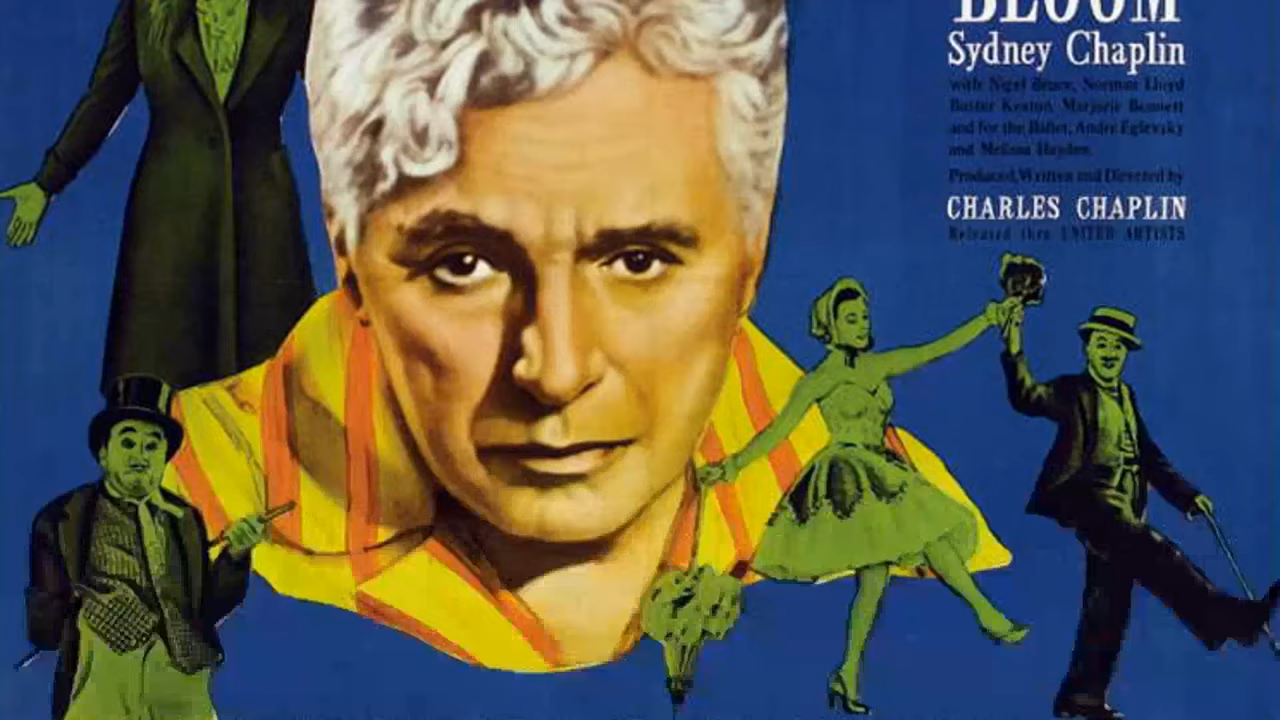 BLOOM
Sydney Chaplin
with Nigel Bruce, Norman Lloyd
Buster Keaton, Marjorie Bennett
and for the Ballet, Andre Eglevsky
and Melissa Hayden
Produced, Written and Directed by
CHARLES CHAPLIN
Released thru UNITED ARTISTS